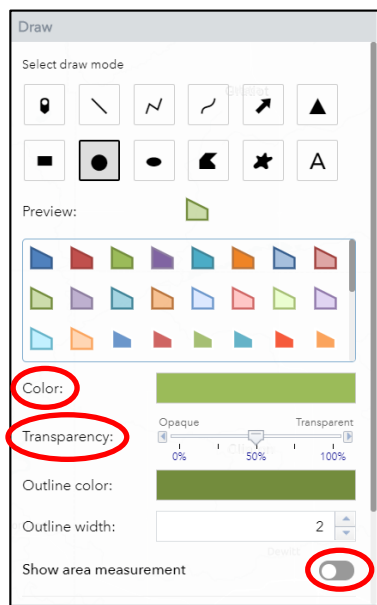 Draw
Select draw mode
A
Preview:
Color:
Opaque Transparent
Transparency:
0% 50% 100%
Outline color:
Outline width: 2
Show area measurement